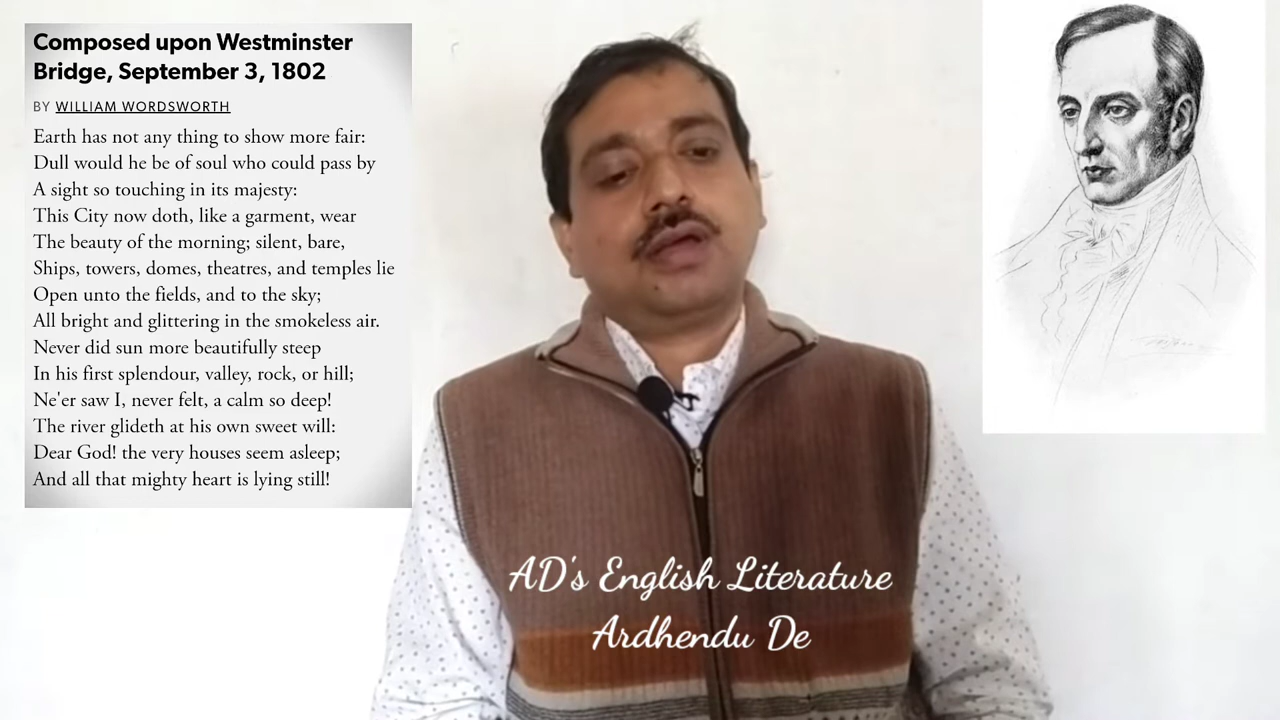 Composed upon Westminster
Bridge, September 3, 1802
BY WILLIAM WORDSWORTH
Earth has not any thing to show more fair:
Dull would he be of soul who could pass by
A sight so touching in its majesty:
This City now doth, like a garment, wear
The beauty of the morning; silent, bare,
Ships, towers, domes, theatres, and temples lie
Open unto the fields, and to the sky;
All bright and glittering in the smokeless air.
Never did sun more beautifully steep
In his first splendour, valley, rock, or hill;
Ne'er saw I, never felt, a calm so deep!
The river glideth at his own sweet will:
Dear God! the very houses seem asleep;
And all that mighty heart is lying still!
AD's English Literature
Ardhendu De